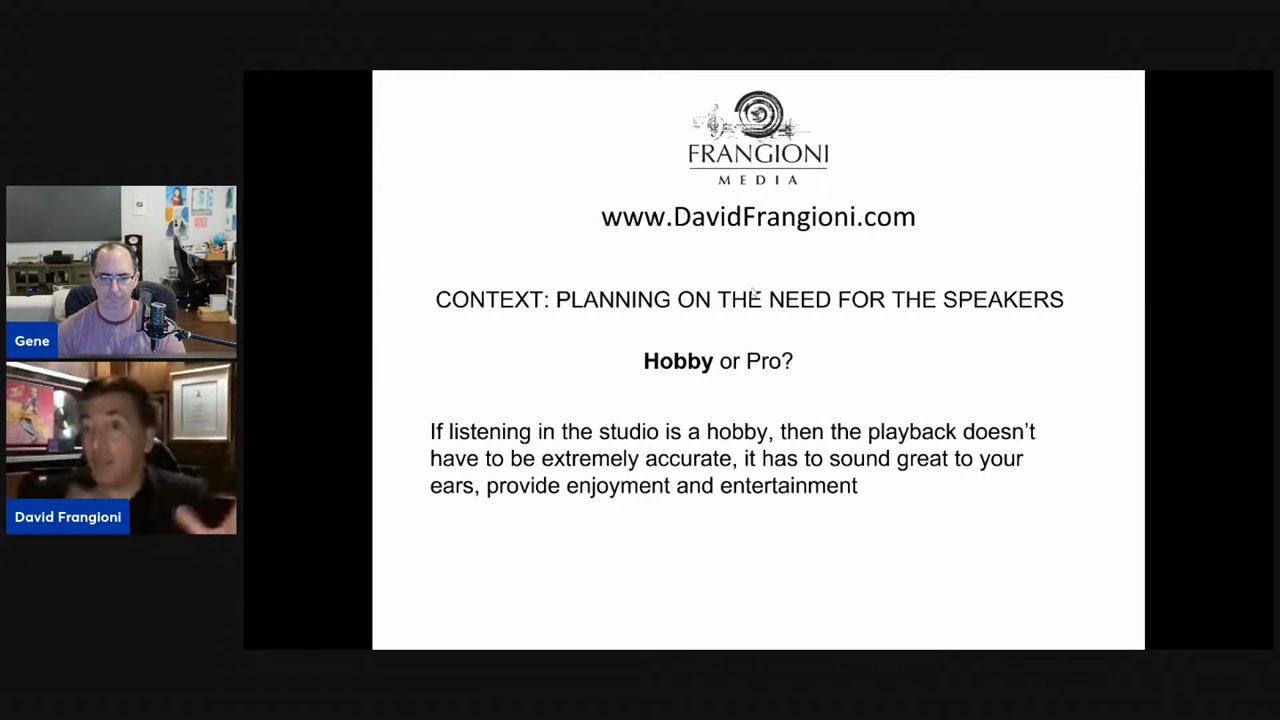 FRANGIONI
MEDIA
www.DavidFrangioni.com
CONTEXT: PLANNING ON THE NEED FOR THE SPEAKERS
Hobby or Pro?
If listening in the studio is a hobby, then the playback doesn’t
have to be extremely accurate, it has to sound great to your
ears, provide enjoyment and entertainment
Gene
David Frangioni